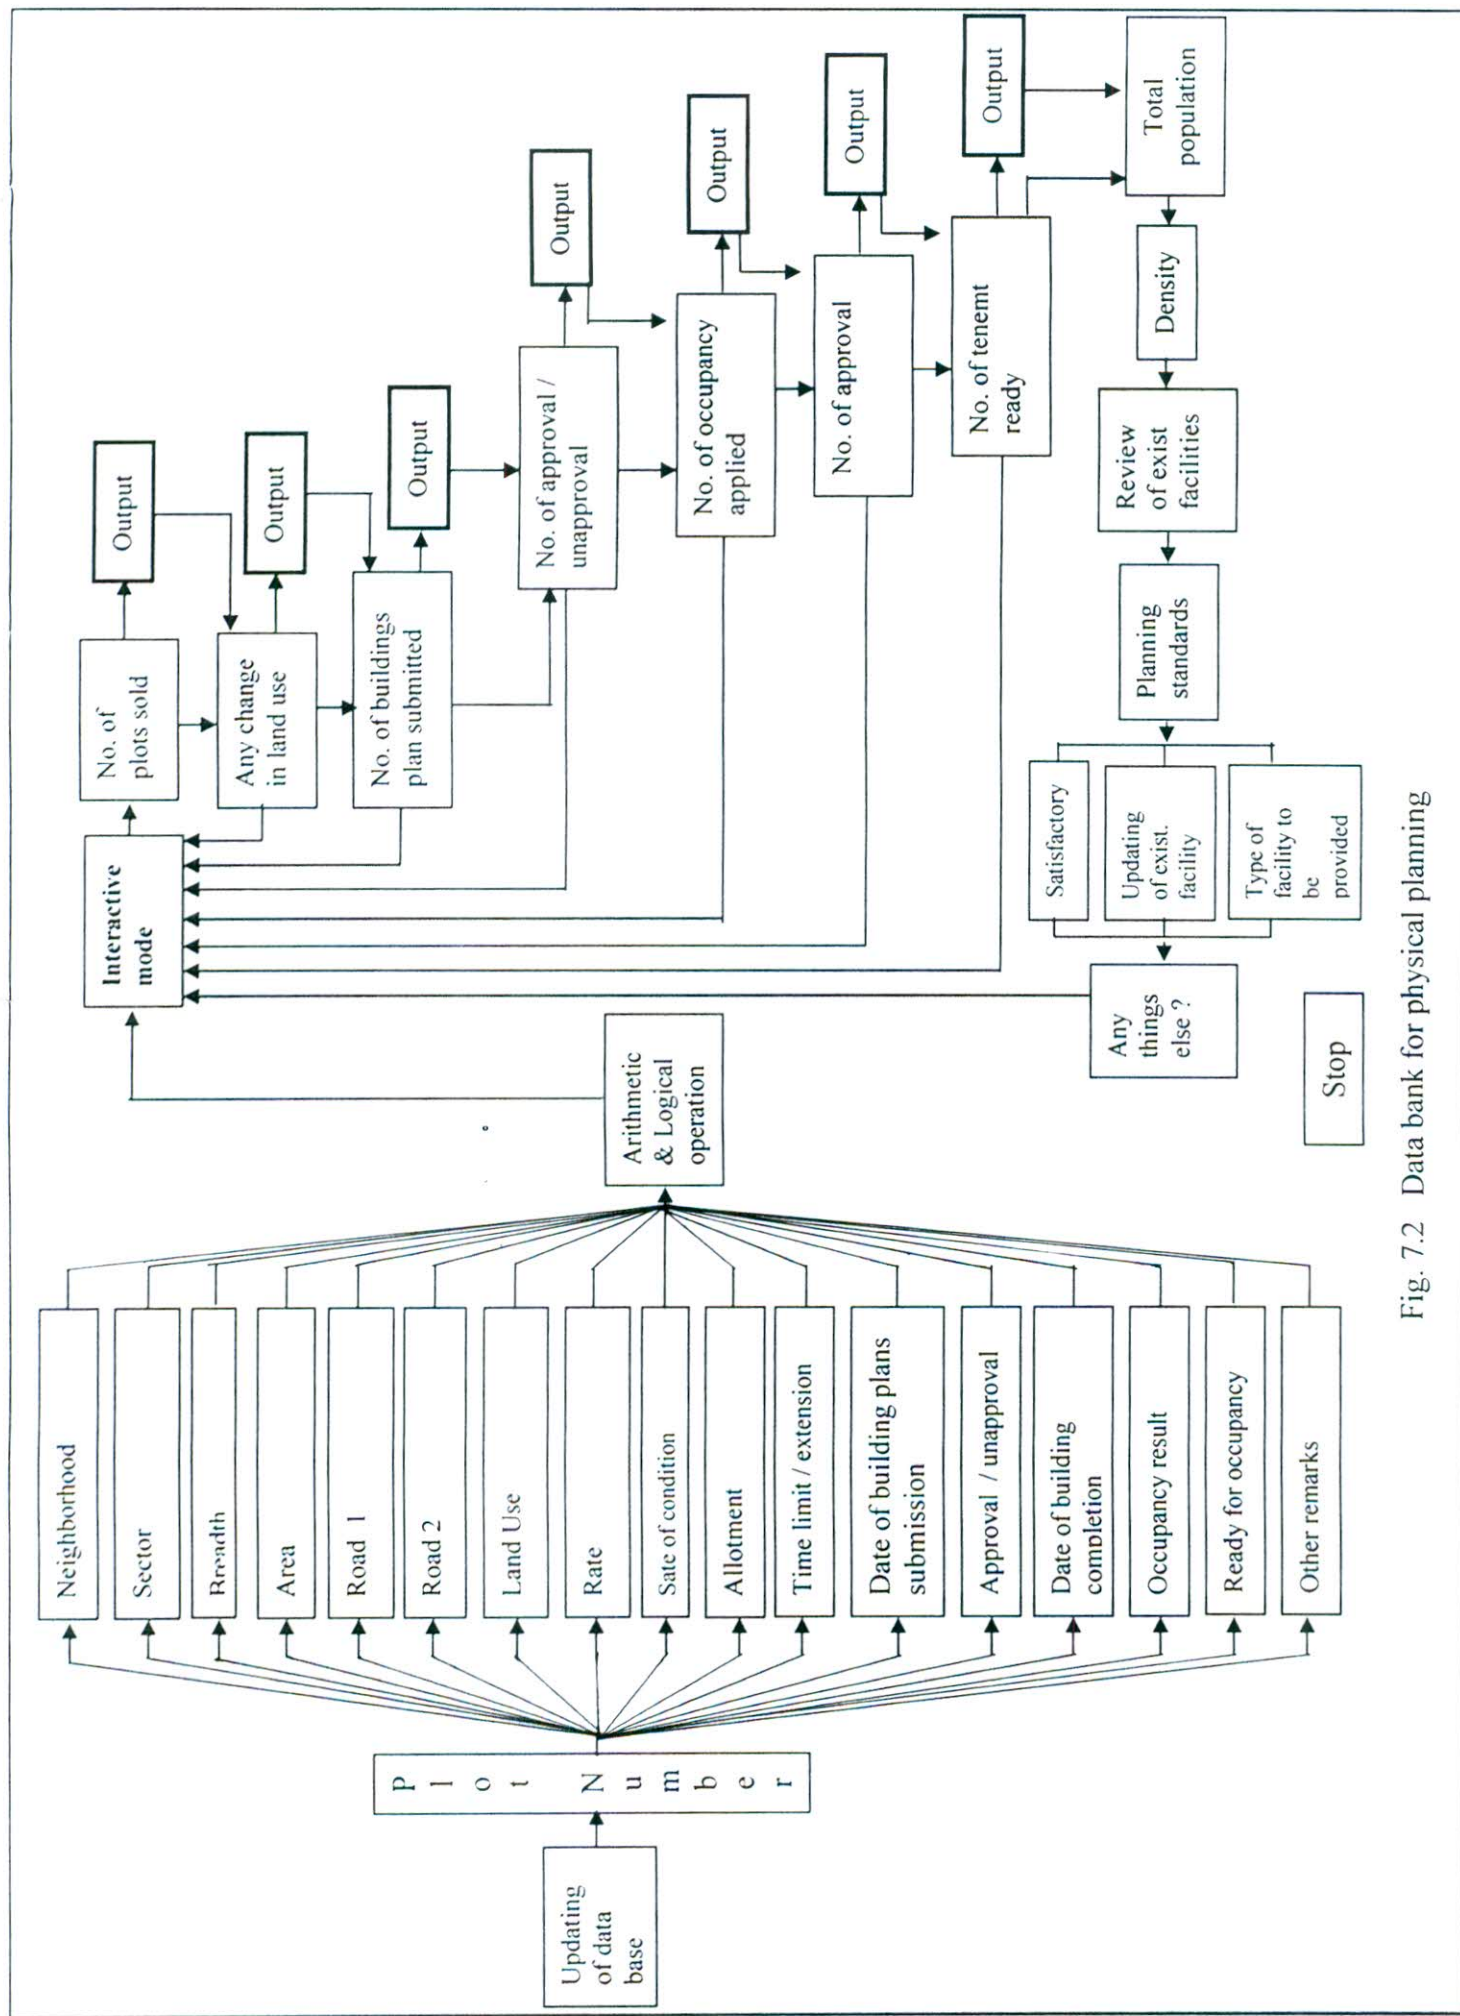 Updating
of data
base
Plot Number
Neighborhood
Sector
Breadth
Area
Road 1
Road 2
Land Use
Rate
Sate of condition
Allotment
Time limit / extension
Date of building plans
submission
Approval / unapproval
Date of building
completion
Occupancy result
Ready for occupancy
Other remarks
Arithmetic
& Logical
operation
Interactive
mode
No. of
plots sold
Output
Any change
in land use
Output
No. of buildings
plan submitted
Output
No. of approval /
unapproval
Output
No. of occupancy
applied
Output
No. of approval
Output
No. of tenemt
ready
Output
Total
population
Density
Review
of exist
facilities
Planning
standards
Satisfactory
Updating
of exist.
facility
Type of
facility to
be
provided
Any
things
else ?
Stop
Fig. 7.2 Data bank for physical planning